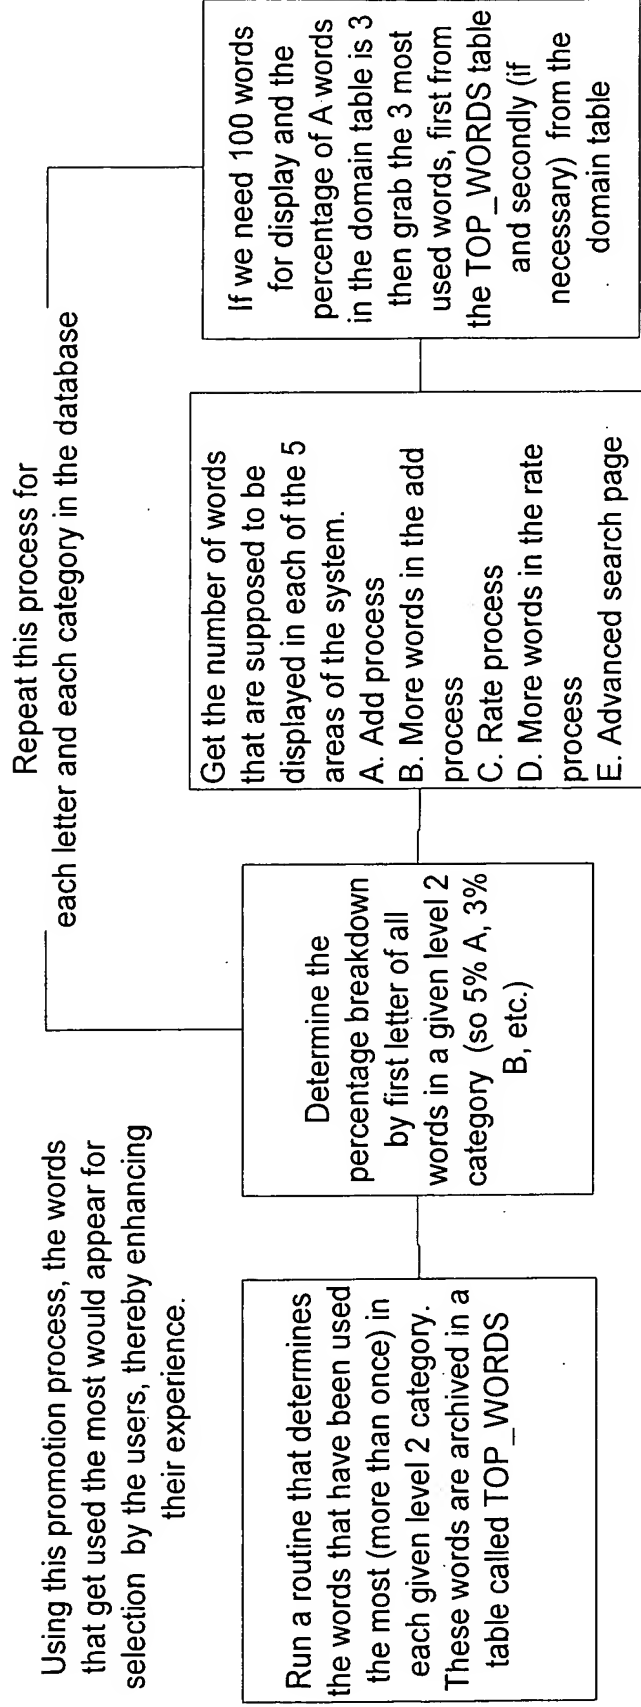 Using this promotion process, the words
that get used the most would appear for
selection by the users, thereby enhancing
their experience.
Repeat this process for
each letter and each category in the database
Run a routine that determines
the words that have been used
the most (more than once) in
each given level 2 category.
These words are archived in a
table called TOP_WORDS
Determine the
percentage breakdown
by first letter of all
words in a given level 2
category (so 5% A, 3%
B, etc.)
Get the number of words
that are supposed to be
displayed in each of the 5
areas of the system.
A. Add process
B. More words in the add
process
C. Rate process
D. More words in the rate
process
E. Advanced search page
If we need 100 words
for display and the
percentage of A words
in the domain table is 3
then grab the 3 most
used words, first from
the TOP_WORDS table
and secondly (if
necessary) from the
domain table